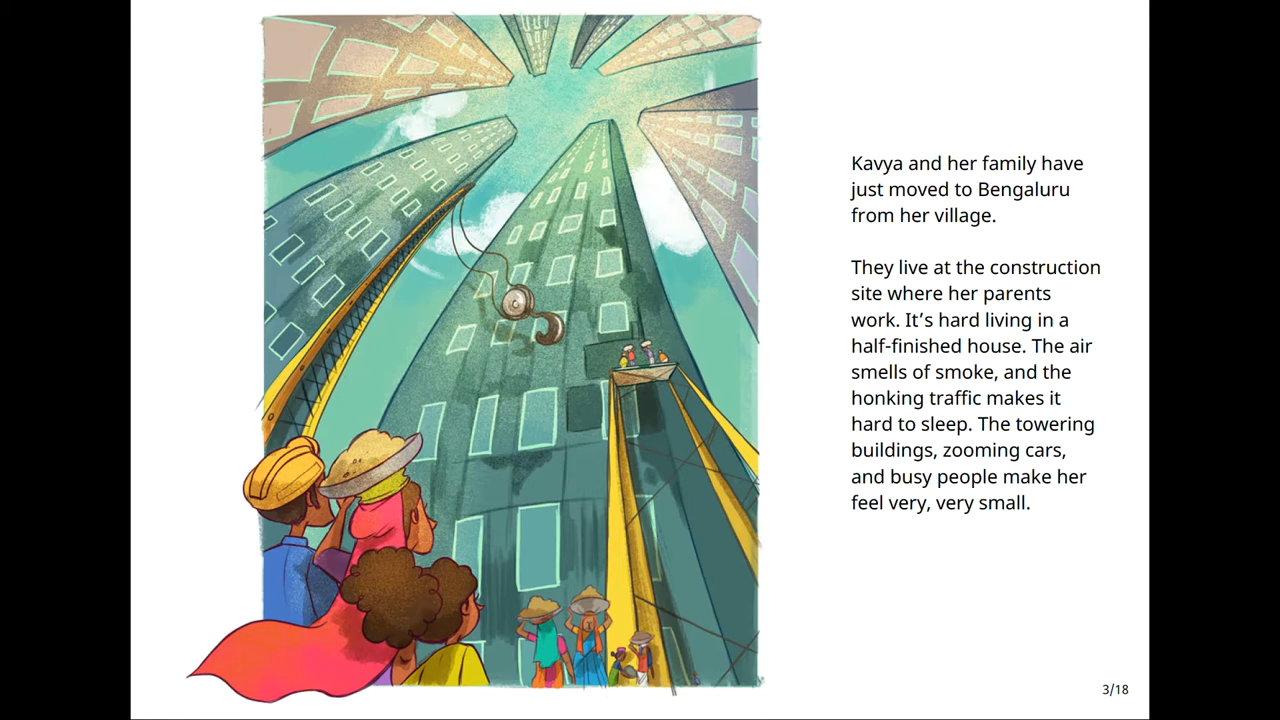 Kavya and her family have
just moved to Bengaluru
from her village.
They live at the construction
site where her parents
work. It’s hard living in a
half-finished house. The air
smells of smoke, and the
honking traffic makes it
hard to sleep. The towering
buildings, zooming cars,
and busy people make her
feel very, very small.
3/18